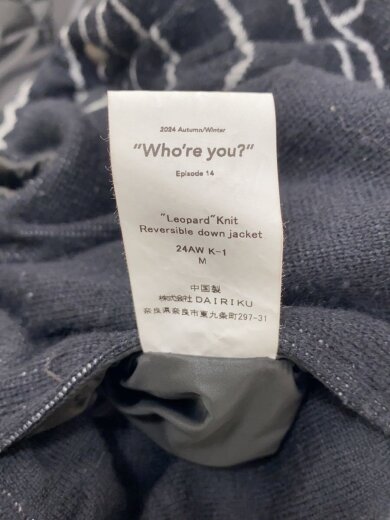 2024 Autumn/Winter
"Who're you?"
Episode 14
"Leopard"Knit
Reversible down jacket
24AW K-1
M
中国製
株式会社 DAIRIKU
奈良県奈良市東九条町297-31